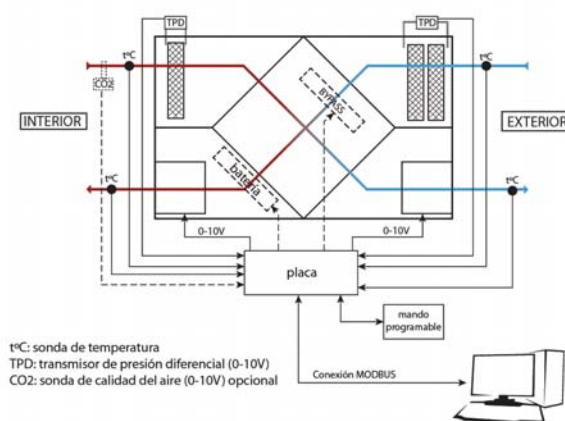 TPD
TPD
tºC
tºC
CO2
BYPASS
INTERIOR
EXTERIOR
batería
tºC
tºC
0-10V
0-10V
placa
mando
programable
tºC: sonda de temperatura
TPD: transmisor de presión diferencial (0-10V)
CO2: sonda de calidad del aire (0-10V) opcional
Conexión MODBUS